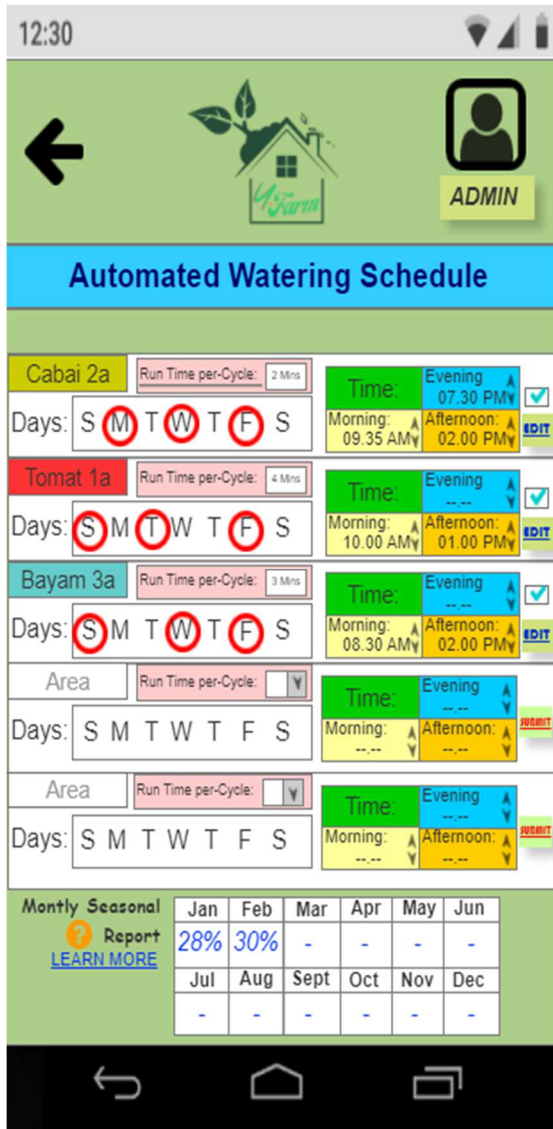 12:30
Y-Farm
ADMIN
Automated Watering Schedule
Cabai 2a
Run Time per-Cycle: 2 Mins
Time:
Evening
07.30 PM
Morning:
09.35 AM
Afternoon:
02.00 PM
EDIT
Days: S M T W T F S
Tomat 1a
Run Time per-Cycle: 4 Mins
Time:
Evening
--.--
Morning:
10.00 AM
Afternoon:
01.00 PM
EDIT
Days: S M T W T F S
Bayam 3a
Run Time per-Cycle: 3 Mins
Time:
Evening
--.--
Morning:
08.30 AM
Afternoon:
02.00 PM
EDIT
Days: S M T W T F S
Area
Run Time per-Cycle:
Time:
Evening
--.--
Morning:
--.--
Afternoon:
--.--
SUBMIT
Days: S M T W T F S
Area
Run Time per-Cycle:
Time:
Evening
--.--
Morning:
--.--
Afternoon:
--.--
SUBMIT
Days: S M T W T F S
Montly Seasonal
? Report
LEARN MORE
Jan Feb Mar Apr May Jun
28% 30% - - - -
Jul Aug Sept Oct Nov Dec
- - - - - -